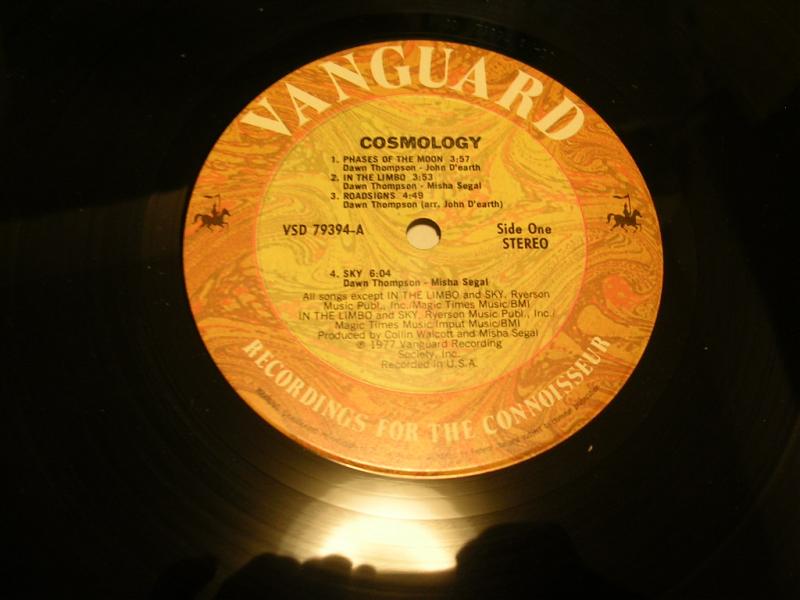 VANGUARD
COSMOLOGY
1. PHASES OF THE MOON 3:57
Dawn Thompson - John D'earth
2. IN THE LIMBO 3:53
Dawn Thompson - Misha Segal
3. ROADSIGNS 4:49
Dawn Thompson (arr. John D'earth)
VSD 79394-A
Side One
STEREO
4. SKY 6:04
Dawn Thompson - Misha Segal
All songs except IN THE LIMBO and SKY, Ryerson
Music Publ., Inc./Magic Times Music/BMI
IN THE LIMBO and SKY, Ryerson Music Publ., Inc./
Magic Times Music/Imput Music/BMI
Produced by Collin Walcott and Misha Segal
℗ 1977 Vanguard Recording
Society, Inc.
Recorded in U.S.A.
RECORDINGS FOR THE CONNOISSEUR